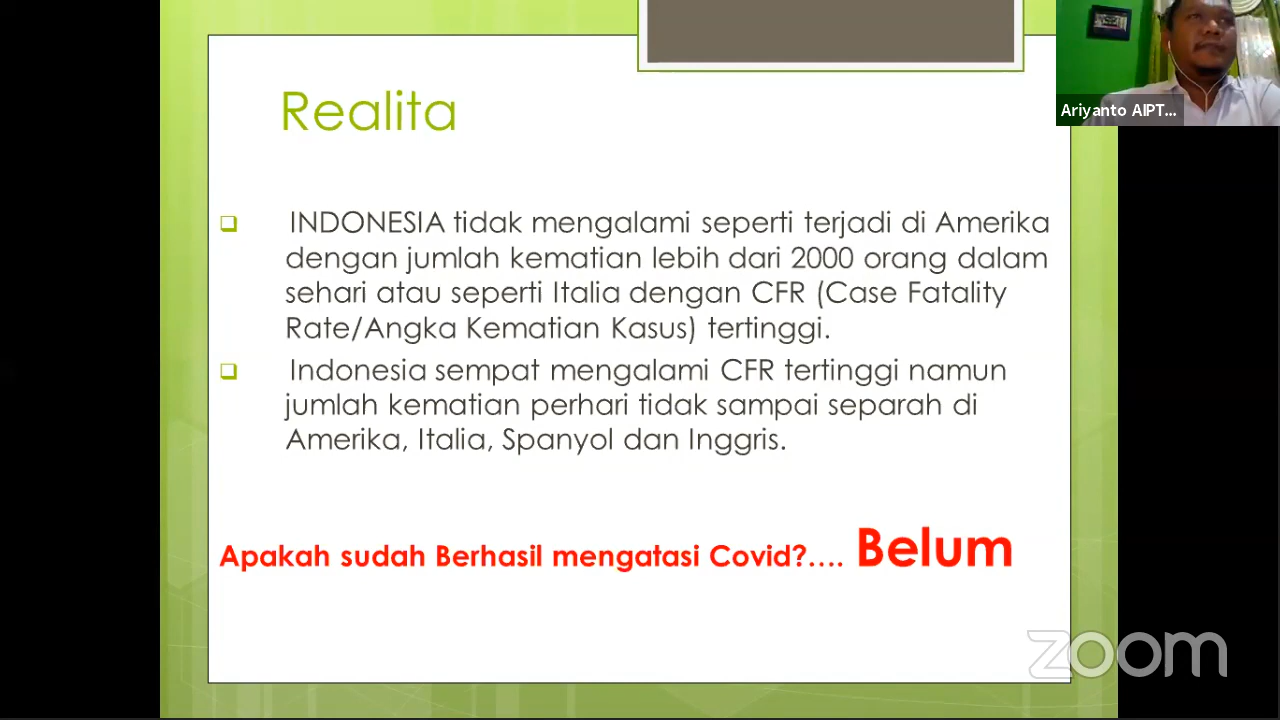 Realita
INDONESIA tidak mengalami seperti terjadi di Amerika
dengan jumlah kematian lebih dari 2000 orang dalam
sehari atau seperti Italia dengan CFR (Case Fatality
Rate/Angka Kematian Kasus) tertinggi.
Indonesia sempat mengalami CFR tertinggi namun
jumlah kematian perhari tidak sampai separah di
Amerika, Italia, Spanyol dan Inggris.
Apakah sudah Berhasil mengatasi Covid?.... Belum
Ariyanto AIPT...
zoom